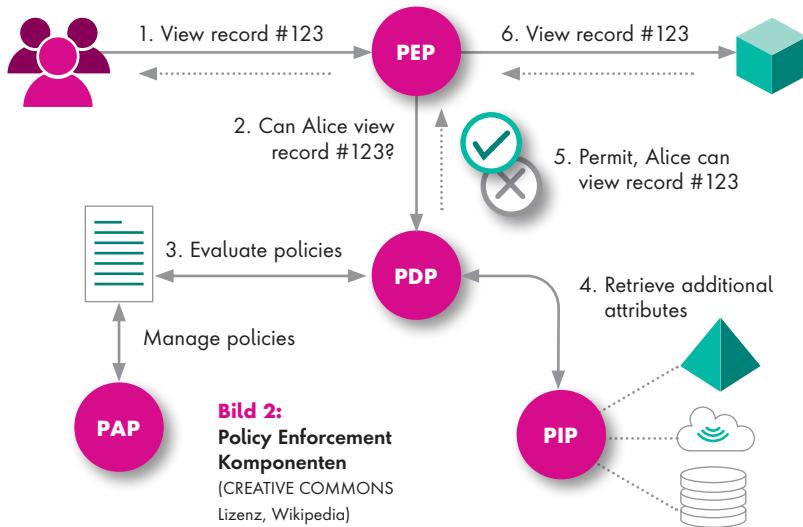 1. View record #123
PEP
6. View record #123
2. Can Alice view
record #123?
5. Permit, Alice can
view record #123
3. Evaluate policies
PDP
4. Retrieve additional
attributes
Manage policies
PAP
Bild 2:
Policy Enforcement
Komponenten
(CREATIVE COMMONS
Lizenz, Wikipedia)
PIP